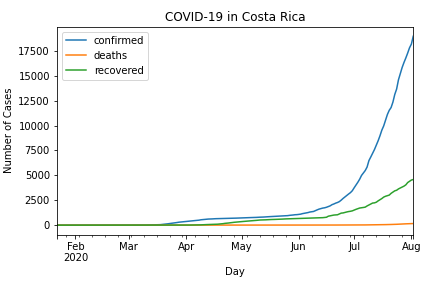 COVID-19 in Costa Rica
confirmed
deaths
recovered
Number of Cases
17500
15000
12500
10000
7500
5000
2500
0
Feb
2020
Mar
Apr
May
Jun
Jul
Aug
Day